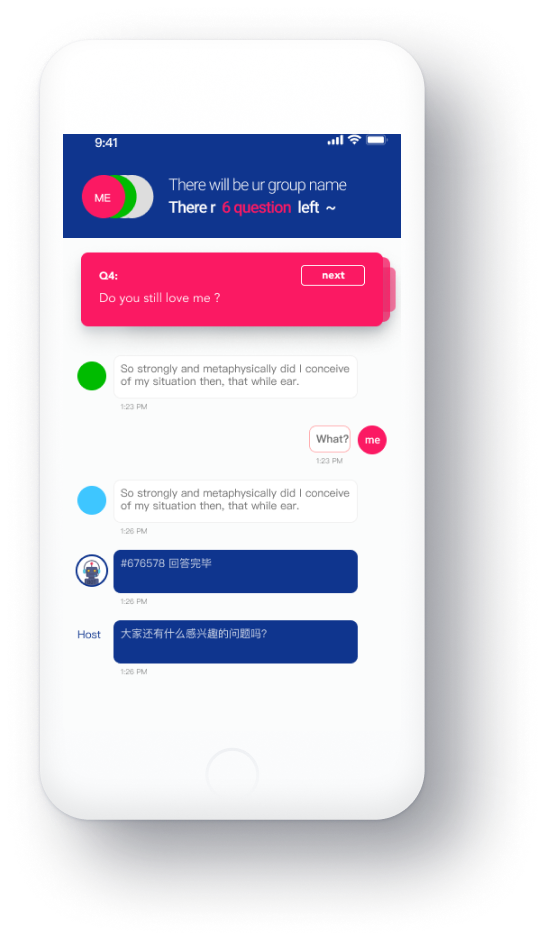 9:41
ME
There will be ur group name
There r 6 question left ~
Q4:
next
Do you still love me ?
So strongly and metaphysically did I conceive
of my situation then, that while ear.
1:23 PM
What?
me
1:23 PM
So strongly and metaphysically did I conceive
of my situation then, that while ear.
1:26 PM
#676578 回答完毕
1:26 PM
Host
大家还有什么感兴趣的问题吗?
1:26 PM